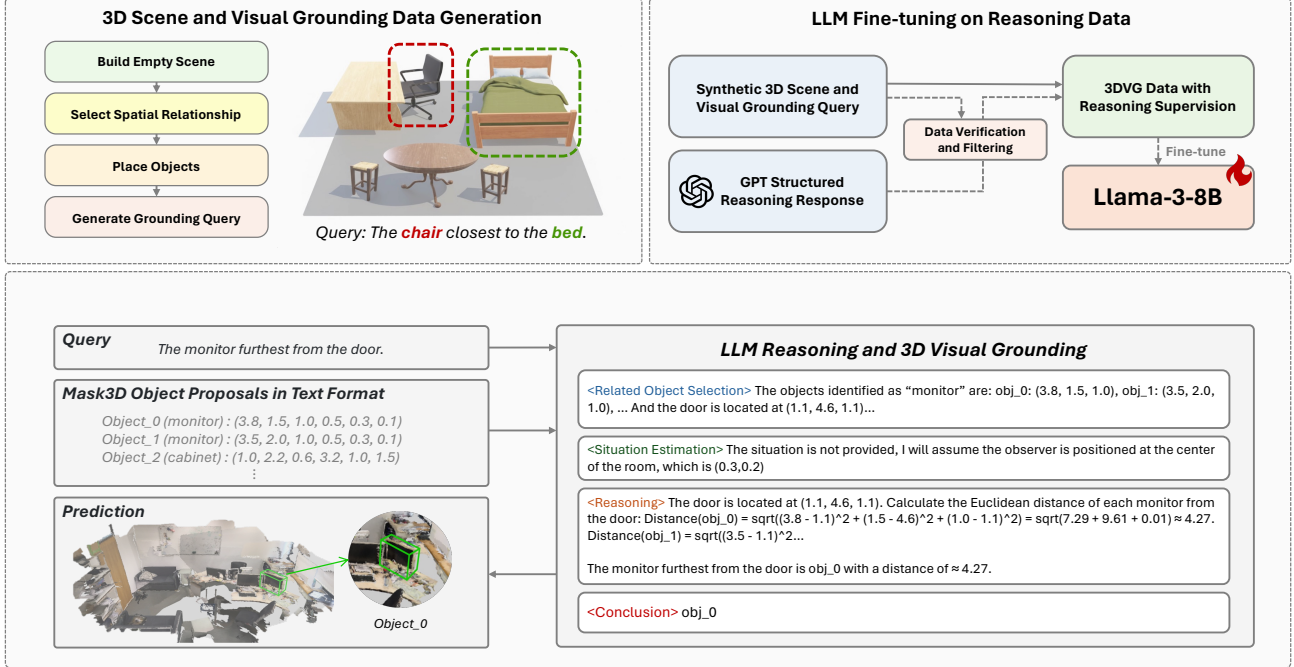 3D Scene and Visual Grounding Data Generation
Build Empty Scene
Select Spatial Relationship
Place Objects
Generate Grounding Query
Query: The chair closest to the bed.
LLM Fine-tuning on Reasoning Data
Synthetic 3D Scene and
Visual Grounding Query
GPT Structured
Reasoning Response
Data Verification
and Filtering
3DVG Data with
Reasoning Supervision
Fine-tune
Llama-3-8B
Query
The monitor furthest from the door.
Mask3D Object Proposals in Text Format
Object_0 (monitor) : (3.8, 1.5, 1.0, 0.5, 0.3, 0.1)
Object_1 (monitor) : (3.5, 2.0, 1.0, 0.5, 0.3, 0.1)
Object_2 (cabinet) : (1.0, 2.2, 0.6, 3.2, 1.0, 1.5)
⋮
Prediction
Object_0
LLM Reasoning and 3D Visual Grounding
<Related Object Selection> The objects identified as “monitor” are: obj_0: (3.8, 1.5, 1.0), obj_1: (3.5, 2.0,
1.0), ... And the door is located at (1.1, 4.6, 1.1)...
<Situation Estimation> The situation is not provided, I will assume the observer is positioned at the center
of the room, which is (0.3,0.2)
<Reasoning> The door is located at (1.1, 4.6, 1.1). Calculate the Euclidean distance of each monitor from
the door: Distance(obj_0) = sqrt((3.8 - 1.1)^2 + (1.5 - 4.6)^2 + (1.0 - 1.1)^2) = sqrt(7.29 + 9.61 + 0.01) ≈ 4.27.
Distance(obj_1) = sqrt((3.5 - 1.1)^2...
The monitor furthest from the door is obj_0 with a distance of ≈ 4.27.
<Conclusion> obj_0